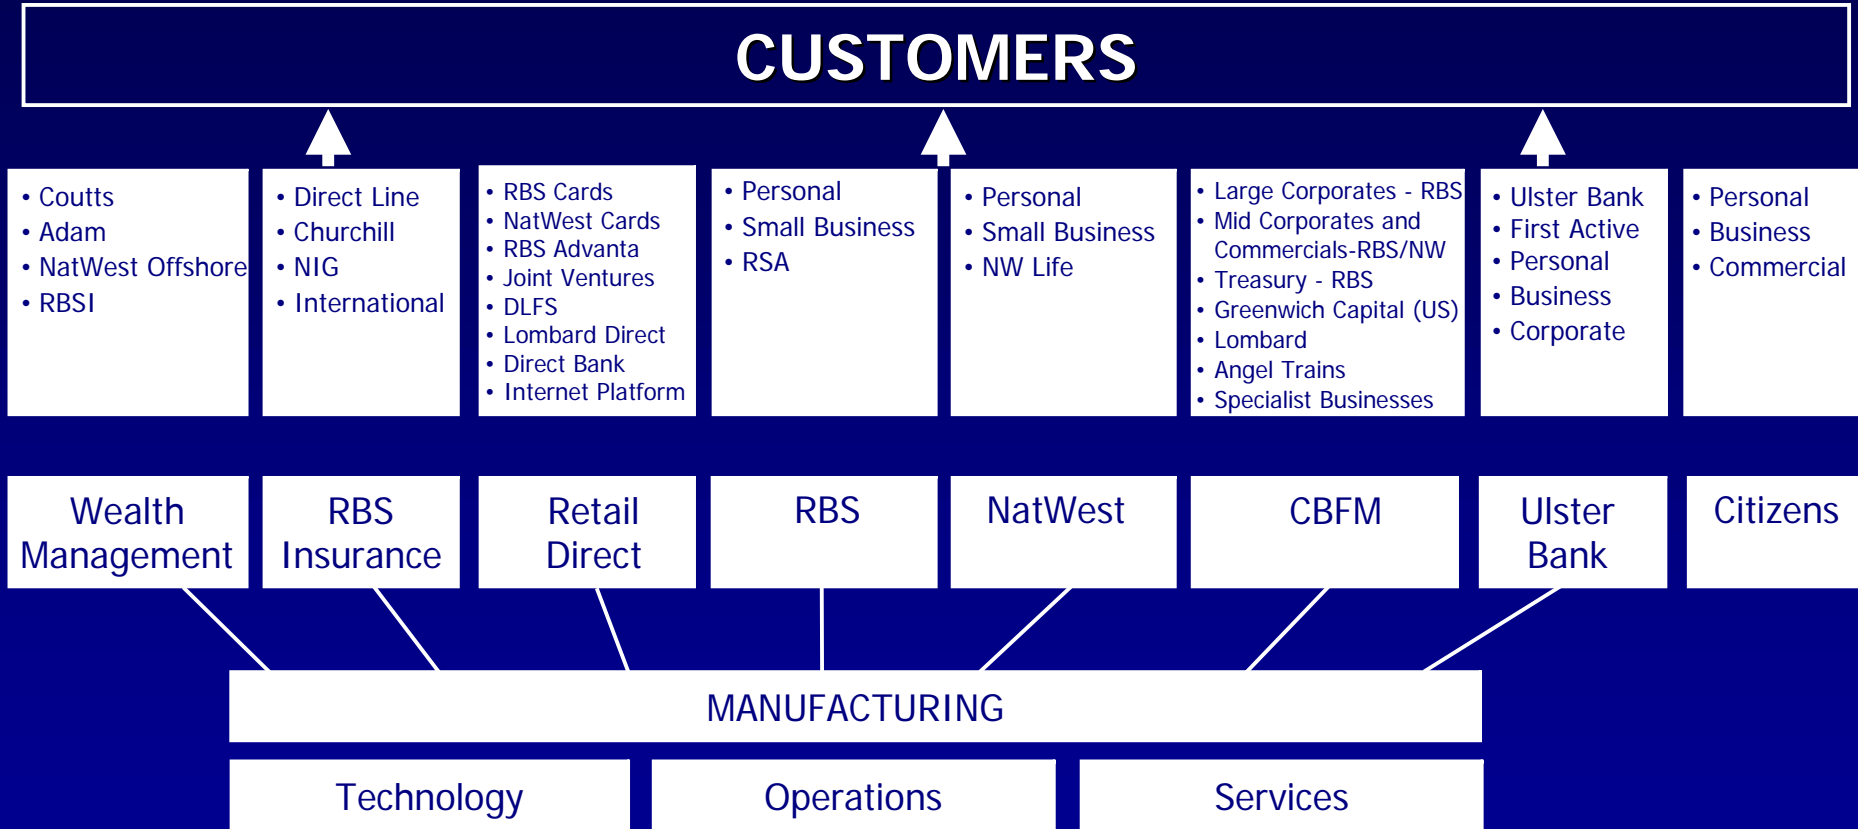 CUSTOMERS
• Coutts
• Adam
• NatWest Offshore
• RBSI
• Direct Line
• Churchill
• NIG
• International
• RBS Cards
• NatWest Cards
• RBS Advanta
• Joint Ventures
• DLFS
• Lombard Direct
• Direct Bank
• Internet Platform
• Personal
• Small Business
• RSA
• Personal
• Small Business
• NW Life
• Large Corporates - RBS
• Mid Corporates and
Commercials-RBS/NW
• Treasury - RBS
• Greenwich Capital (US)
• Lombard
• Angel Trains
• Specialist Businesses
• Ulster Bank
• First Active
• Personal
• Business
• Corporate
• Personal
• Business
• Commercial
Wealth
Management
RBS
Insurance
Retail
Direct
RBS
NatWest
CBFM
Ulster
Bank
Citizens
MANUFACTURING
Technology
Operations
Services